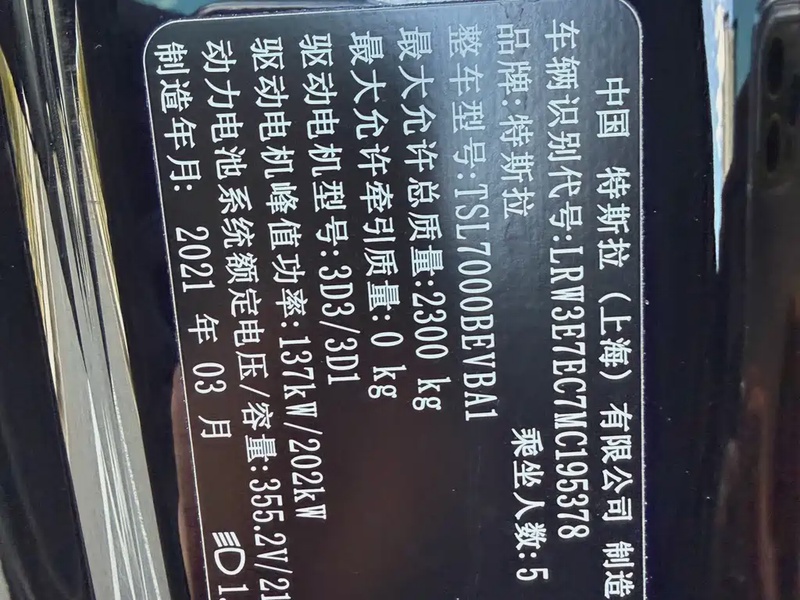 中国 特斯拉（上海）有限公司 制造
车辆识别代号:LRW3E7EC7MC195378
品牌:特斯拉 乘坐人数:5
整车型号:TSL7000BEVBA1
最大允许总质量:2300 kg
最大允许牵引质量:0 kg
驱动电机型号:3D3/3D1
驱动电机峰值功率:137kW/202kW
动力电池系统额定电压/容量:355.2V/21
制造年月: 2021 年 03 月